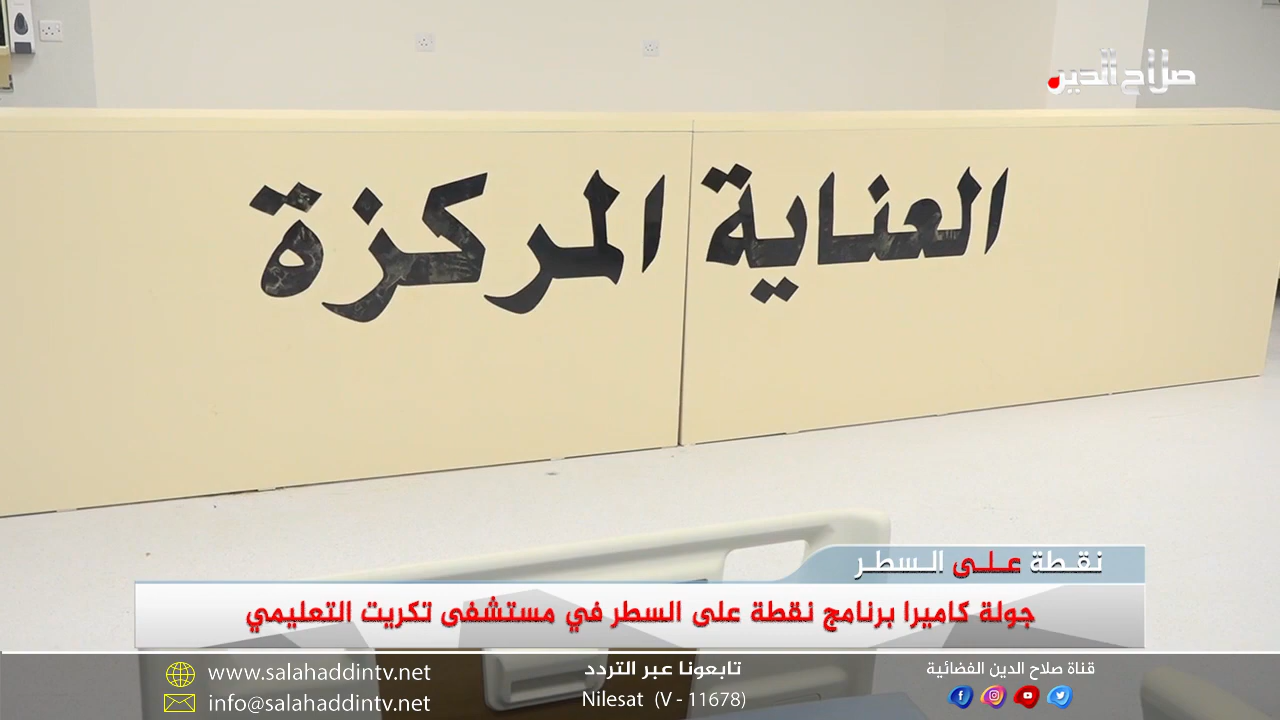 صلاح الدين
العناية المركزة
نقطة على السطر
جولة كاميرا برنامج نقطة على السطر في مستشفى تكريت التعليمي
قناة صلاح الدين الفضائية
تابعونا عبر التردد
Nilesat (V - 11678)
www.salahaddintv.net
info@salahaddintv.net